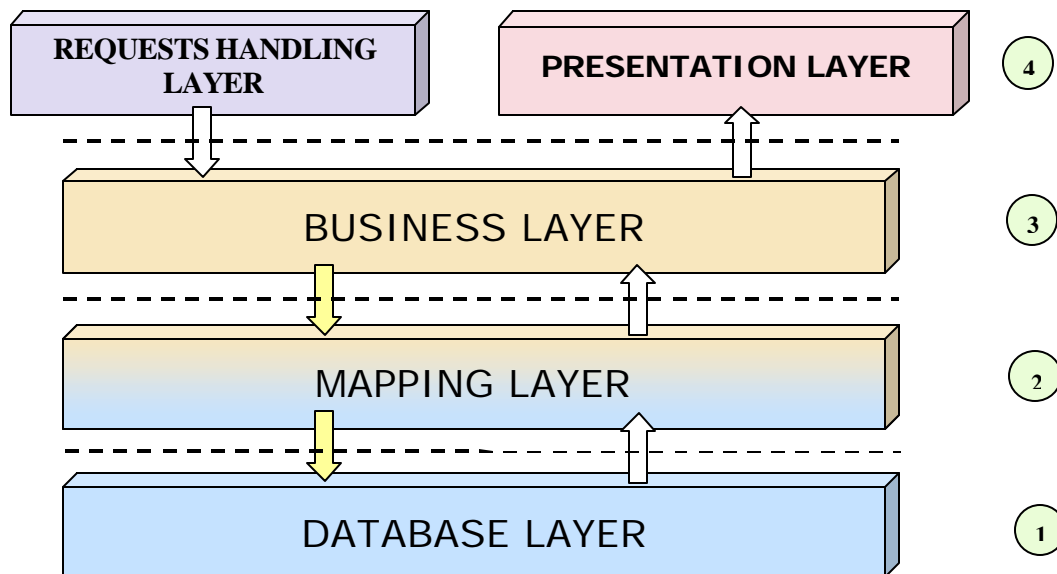 REQUESTS HANDLING
LAYER
PRESENTATION LAYER
4
BUSINESS LAYER
3
MAPPING LAYER
2
DATABASE LAYER
1